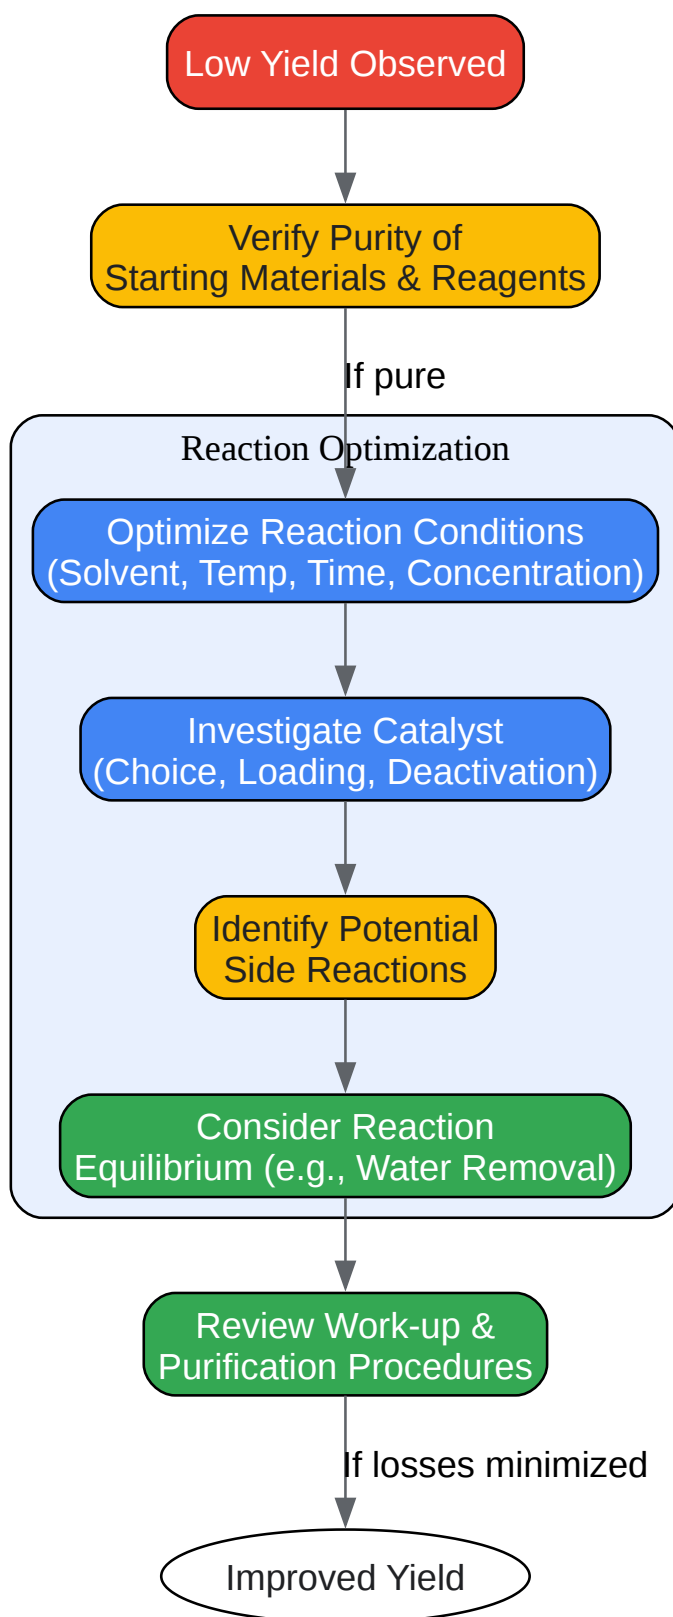 Low Yield Observed
Verify Purity of
Starting Materials & Reagents
If pure
Reaction Optimization
Optimize Reaction Conditions
(Solvent, Temp, Time, Concentration)
Investigate Catalyst
(Choice, Loading, Deactivation)
Identify Potential
Side Reactions
Consider Reaction
Equilibrium (e.g., Water Removal)
Review Work-up &
Purification Procedures
If losses minimized
Improved Yield